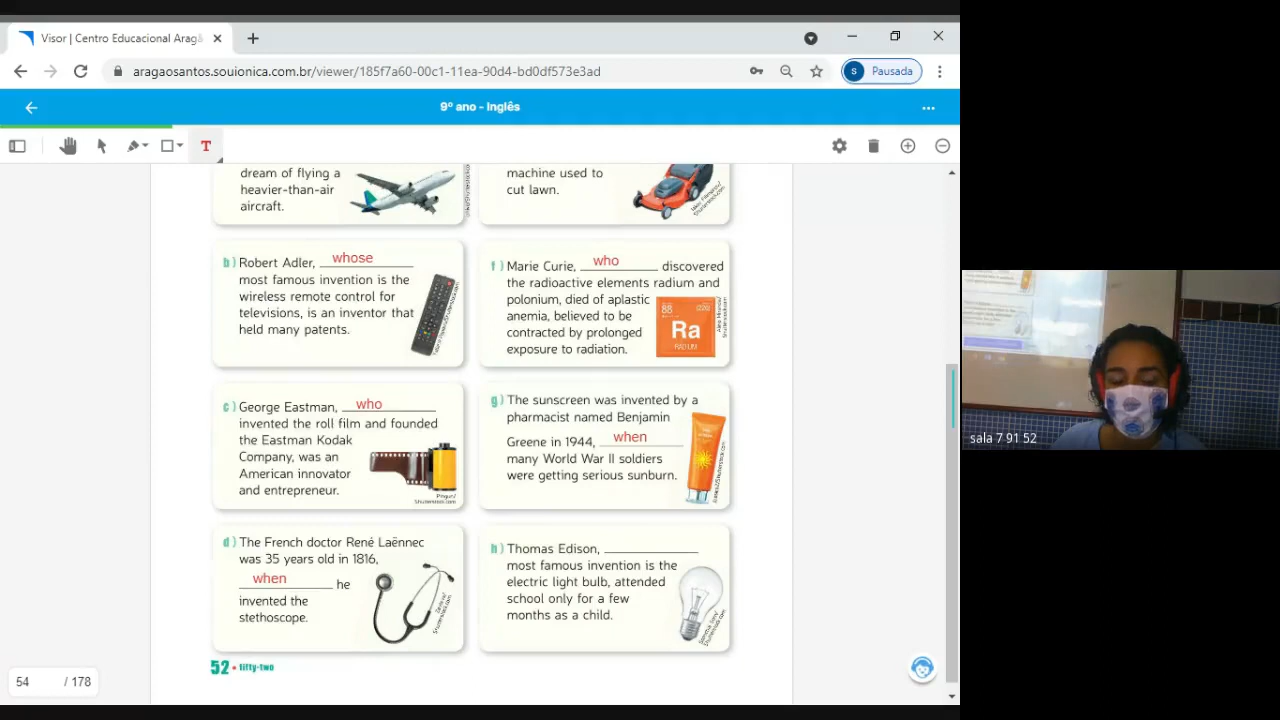 Visor | Centro Educacional Aragã
aragaosantos.souionica.com.br/viewer/185f7a60-00c1-11ea-90d4-bd0df573e3ad
S Pausada
9º ano - Inglês
T
dream of flying a
heavier-than-air
aircraft.
machine used to
cut lawn.
b) Robert Adler, whose
most famous invention is the
wireless remote control for
televisions, is an inventor that
held many patents.
f) Marie Curie, who discovered
the radioactive elements radium and
polonium, died of aplastic
anemia, believed to be
contracted by prolonged
exposure to radiation.
88
Ra
RADIUM
c) George Eastman, who
invented the roll film and founded
the Eastman Kodak
Company, was an
American innovator
and entrepreneur.
Pingun/
Shutterstock.com
g) The sunscreen was invented by a
pharmacist named Benjamin
Greene in 1944, when
many World War II soldiers
were getting serious sunburn.
d) The French doctor René Laënnec
was 35 years old in 1816,
when he
invented the
stethoscope.
h) Thomas Edison,
most famous invention is the
electric light bulb, attended
school only for a few
months as a child.
52 • fifty-two
54 / 178
sala 7 91 52